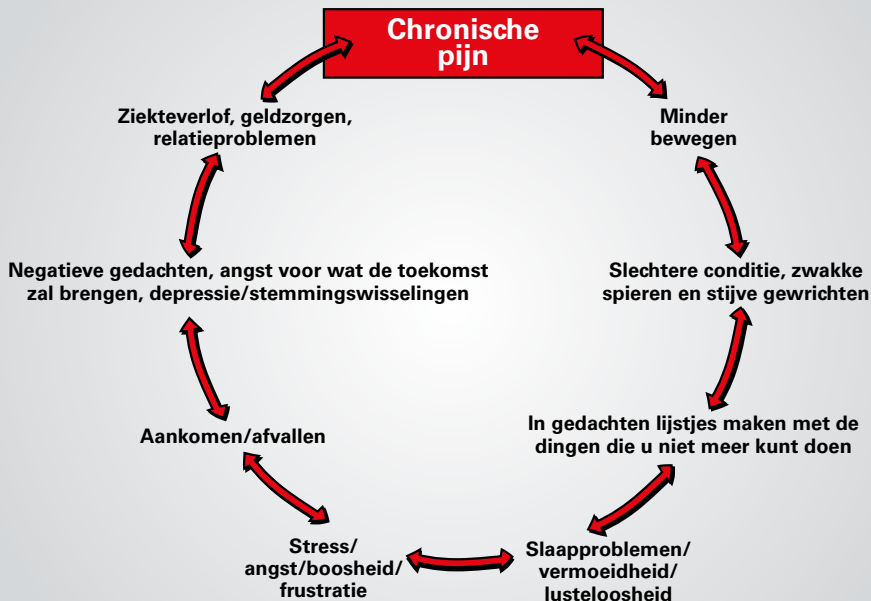 Chronische
pijn
Minder
bewegen
Slechtere conditie, zwakke
spieren en stijve gewrichten
In gedachten lijstjes maken met de
dingen die u niet meer kunt doen
Slaapproblemen/
vermoeidheid/
lusteloosheid
Stress/
angst/boosheid/
frustratie
Aankomen/afvallen
Negatieve gedachten, angst voor wat de toekomst
zal brengen, depressie/stemmingswisselingen
Ziekteverlof, geldzorgen,
relatieproblemen